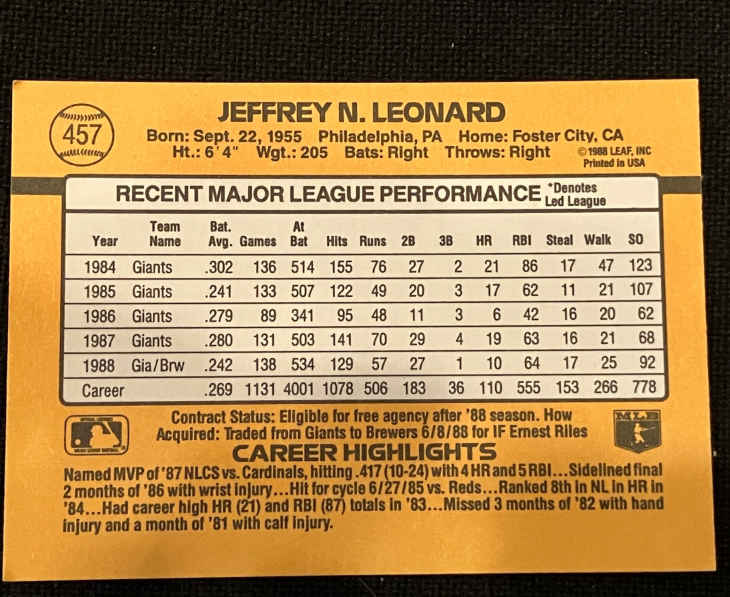 457
JEFFREY N. LEONARD
Born: Sept. 22, 1955 Philadelphia, PA Home: Foster City, CA
Ht.: 6'4" Wgt.: 205 Bats: Right Throws: Right
© 1988 LEAF, INC
Printed in USA
RECENT MAJOR LEAGUE PERFORMANCE *Denotes
Led League
Year Team Name Bat. Avg. Games At Bat Hits Runs 2B 3B HR RBI Steal Walk SO
1984 Giants .302 136 514 155 76 27 2 21 86 17 47 123
1985 Giants .241 133 507 122 49 20 3 17 62 11 21 107
1986 Giants .279 89 341 95 48 11 3 6 42 16 20 62
1987 Giants .280 131 503 141 70 29 4 19 63 16 21 68
1988 Gia/Brw .242 138 534 129 57 27 1 10 64 17 25 92
Career .269 1131 4001 1078 506 183 36 110 555 153 266 778
Contract Status: Eligible for free agency after '88 season. How
Acquired: Traded from Giants to Brewers 6/8/88 for IF Ernest Riles
MLB
CAREER HIGHLIGHTS
Named MVP of '87 NLCS vs. Cardinals, hitting .417 (10-24) with 4 HR and 5 RBI...Sidelined final
2 months of '86 with wrist injury...Hit for cycle 6/27/85 vs. Reds...Ranked 8th in NL in HR in
'84...Had career high HR (21) and RBI (87) totals in '83...Missed 3 months of '82 with hand
injury and a month of '81 with calf injury.